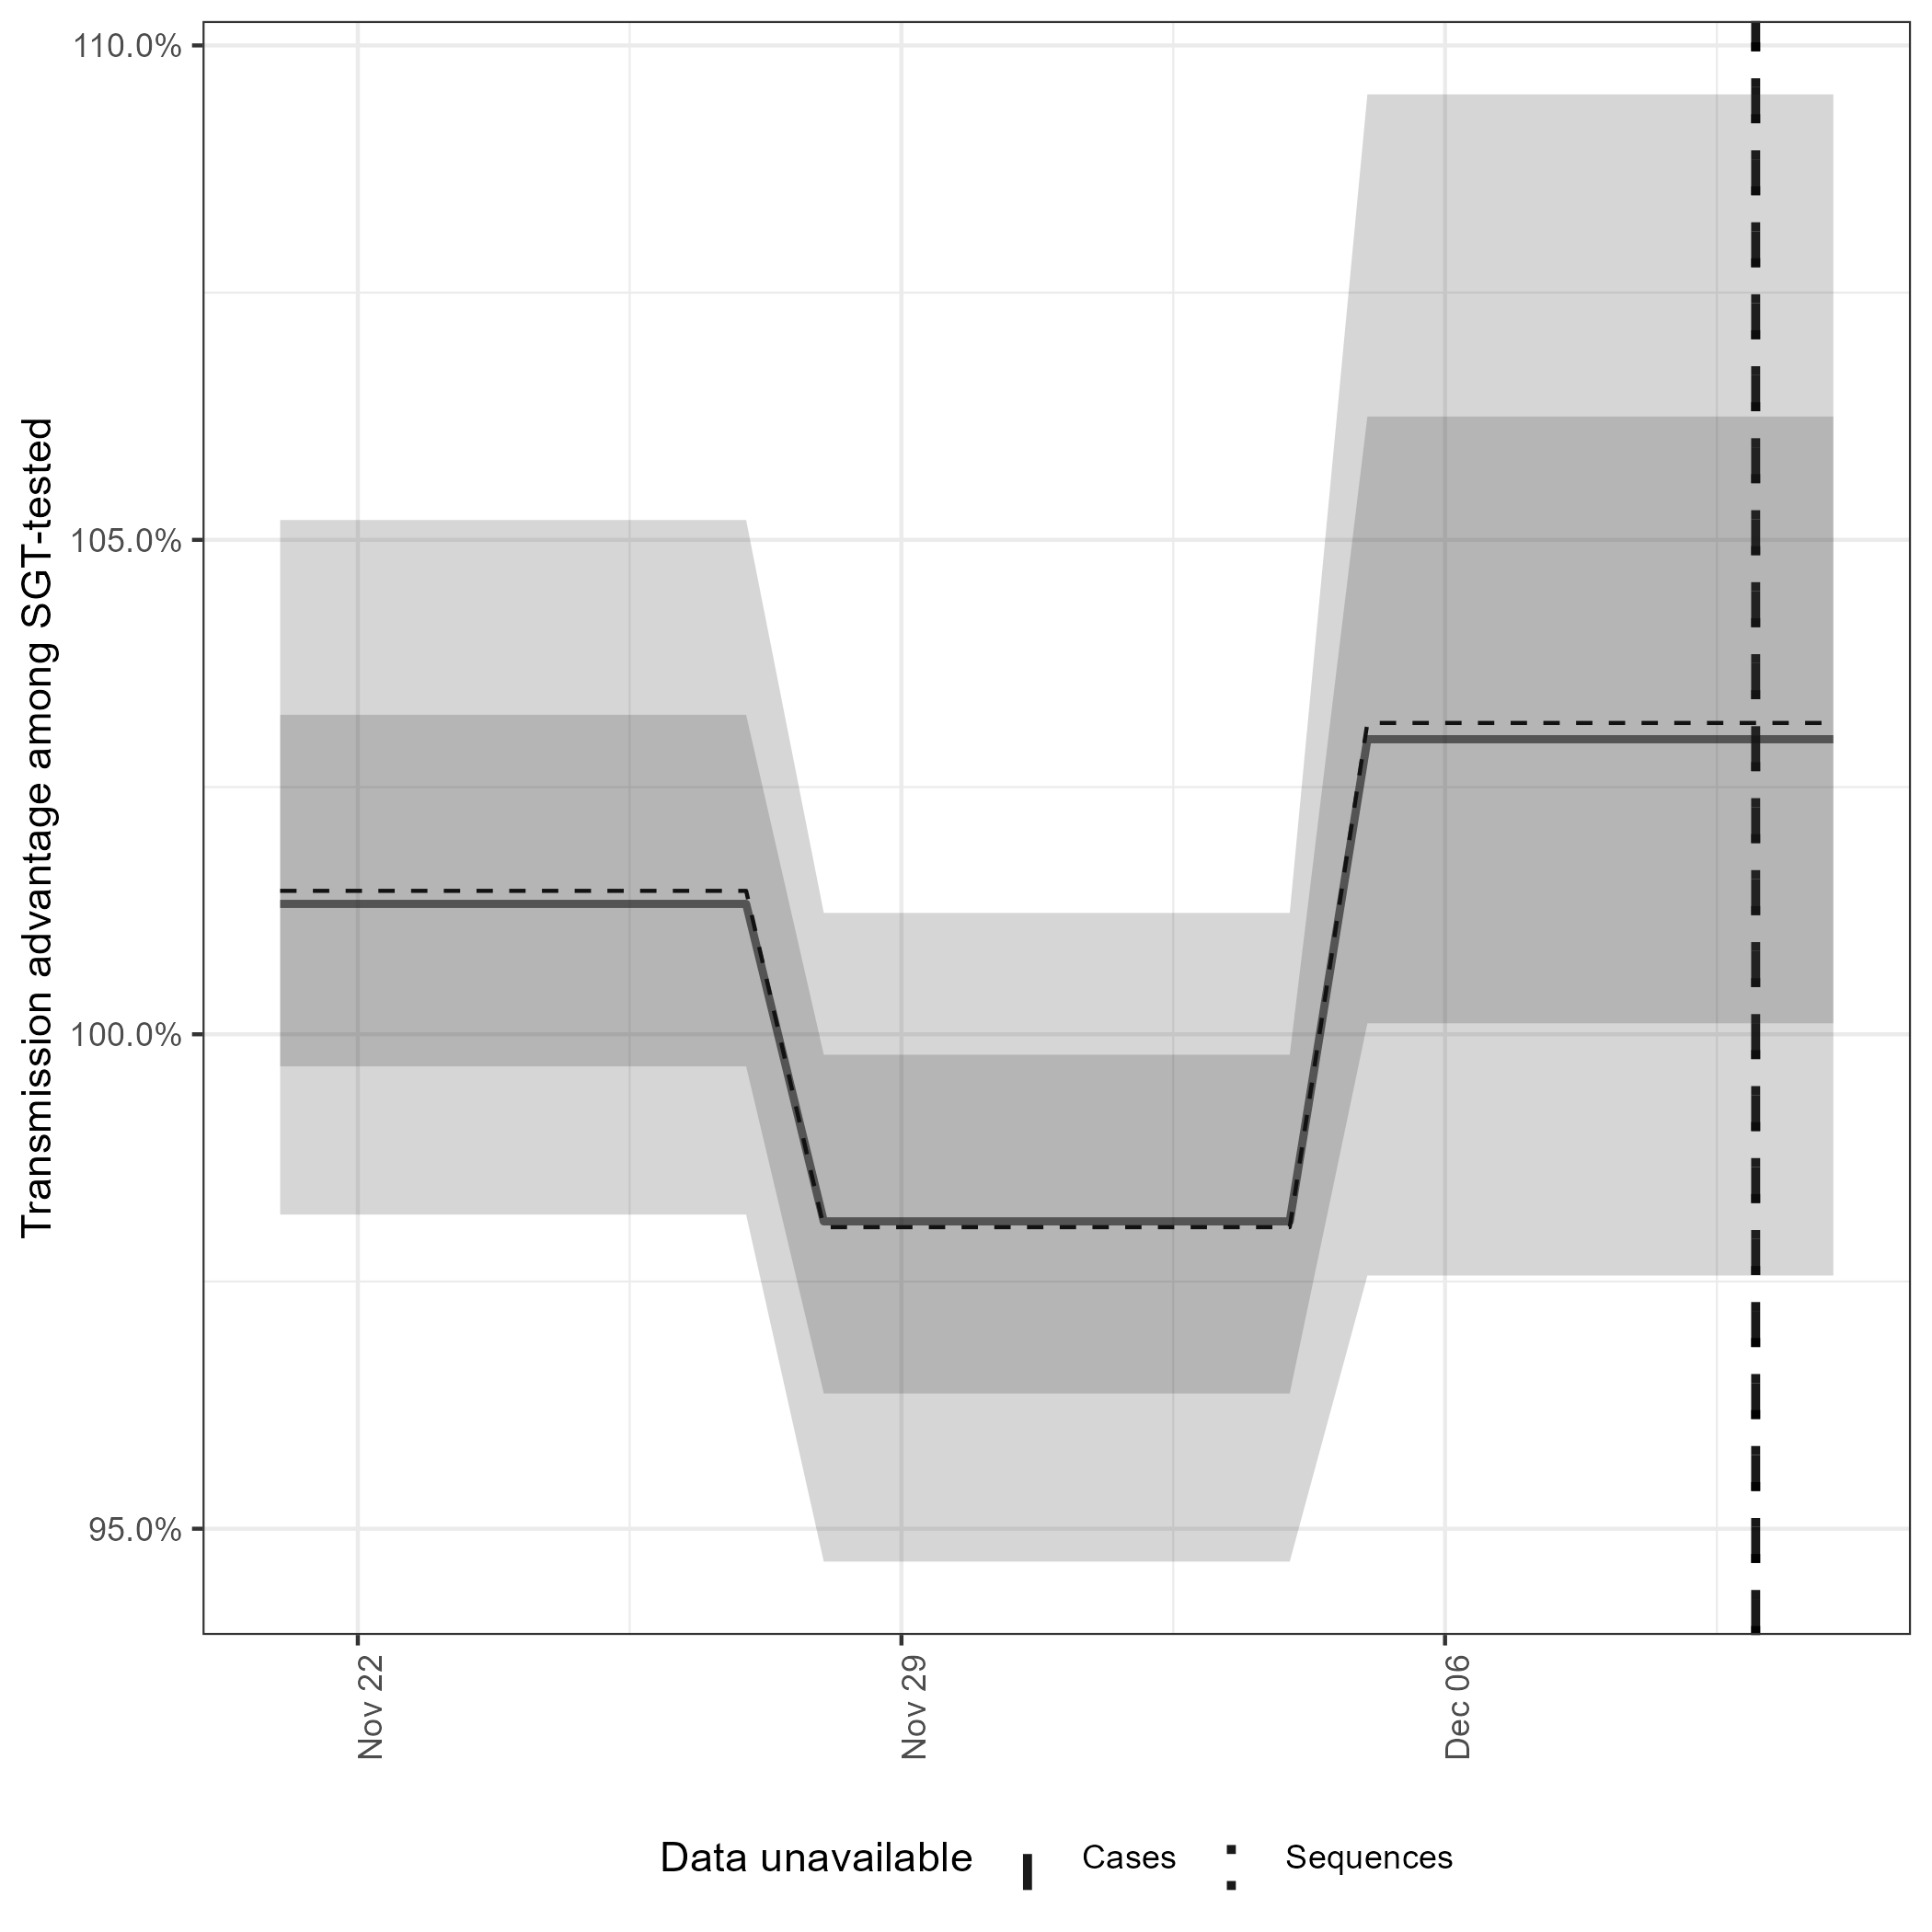 Transmission advantage among SGT-tested
110.0%
105.0%
100.0%
95.0%
Nov 22
Nov 29
Dec 06
Data unavailable Cases Sequences